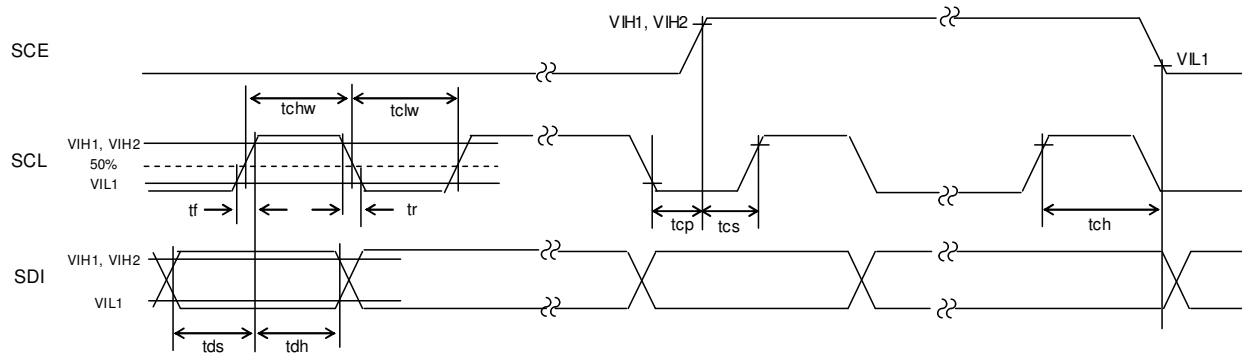 VIH1, VIH2
SCE
VIL1
tchw
tclw
VIH1, VIH2
SCL
50%
VIL1
tf
tr
tcp
tcs
tch
VIH1, VIH2
SDI
VIL1
tds
tdh